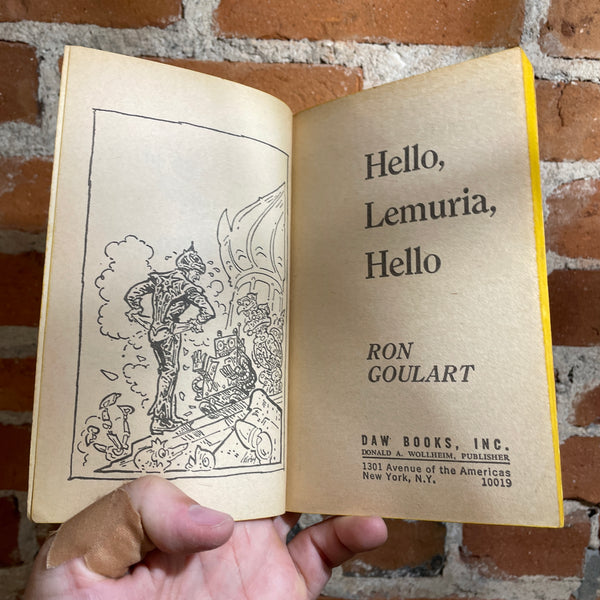 Hello,
Lemuria,
Hello
RON
GOULART
DAW BOOKS, INC.
DONALD A. WOLLHEIM, PUBLISHER
1301 Avenue of the Americas
New York, N.Y. 10019